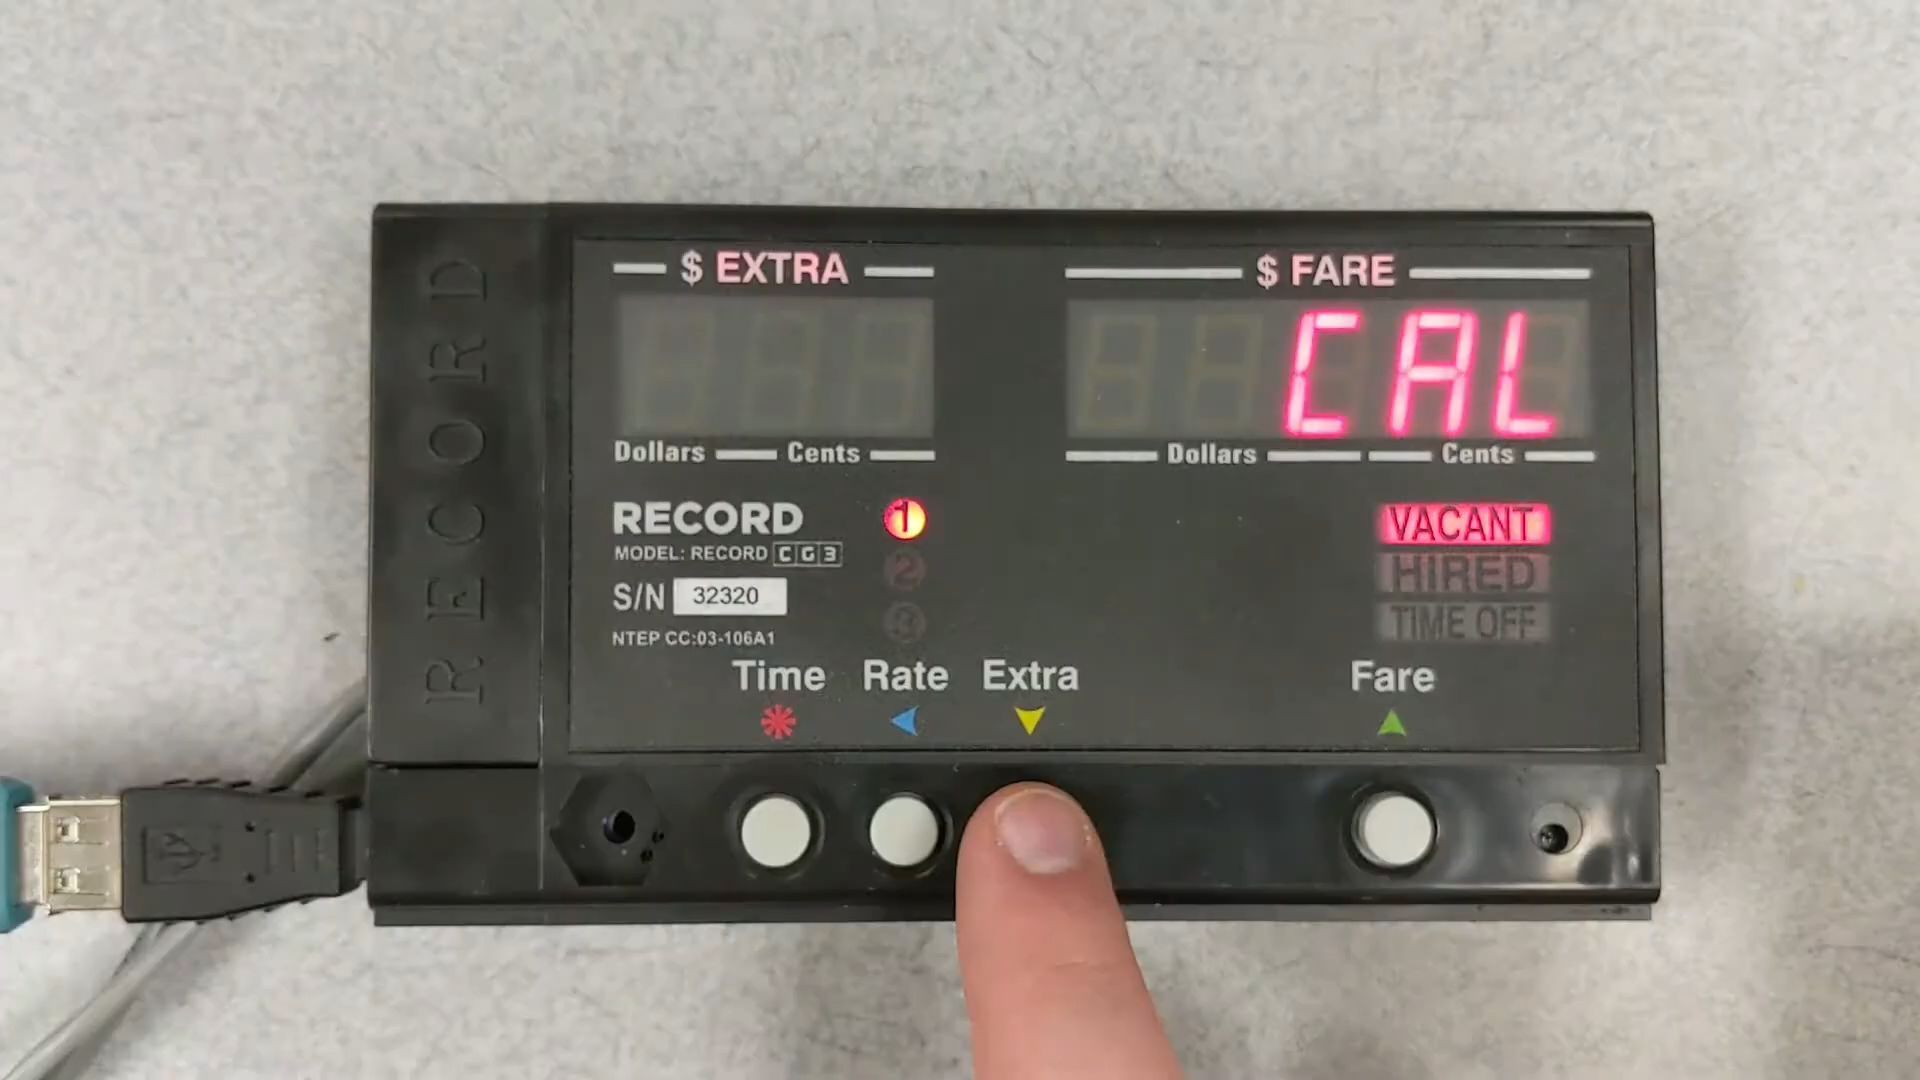 RECORD
$ EXTRA
$ FARE
CAL
Dollars Cents
Dollars Cents
RECORD
1
VACANT
MODEL: RECORD CG3
2
HIRED
S/N 32320
3
TIME OFF
NTEP CC:03-106A1
Time Rate Extra Fare